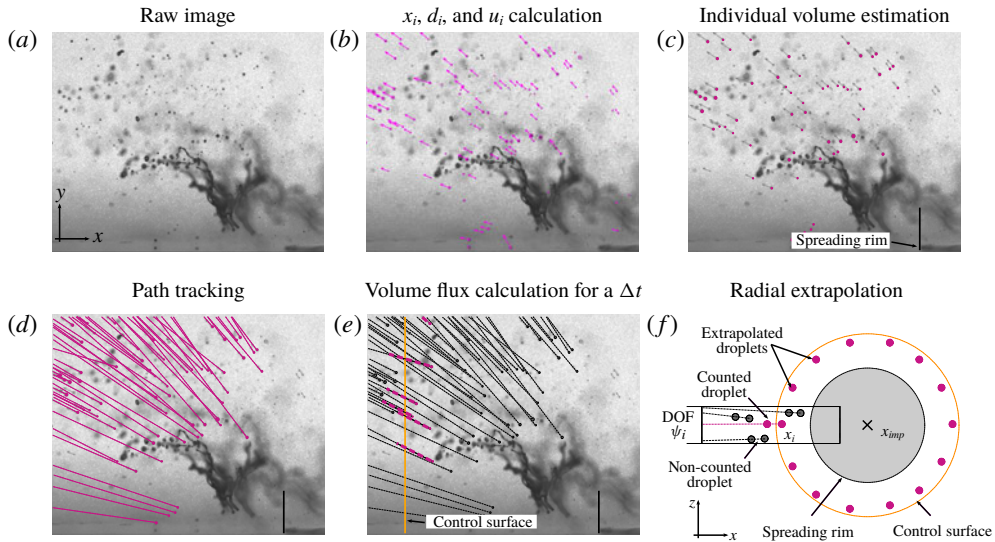 Raw image
x_i, d_i, and u_i calculation
Individual volume estimation
(a)
(b)
(c)
y
x
Spreading rim
Path tracking
Volume flux calculation for a Δt
Radial extrapolation
(d)
(e)
(f)
Extrapolated
droplets
Counted
droplet
DOF
ψ_i
x_i
x_imp
Non-counted
droplet
Control surface
z
x
Spreading rim
Control surface